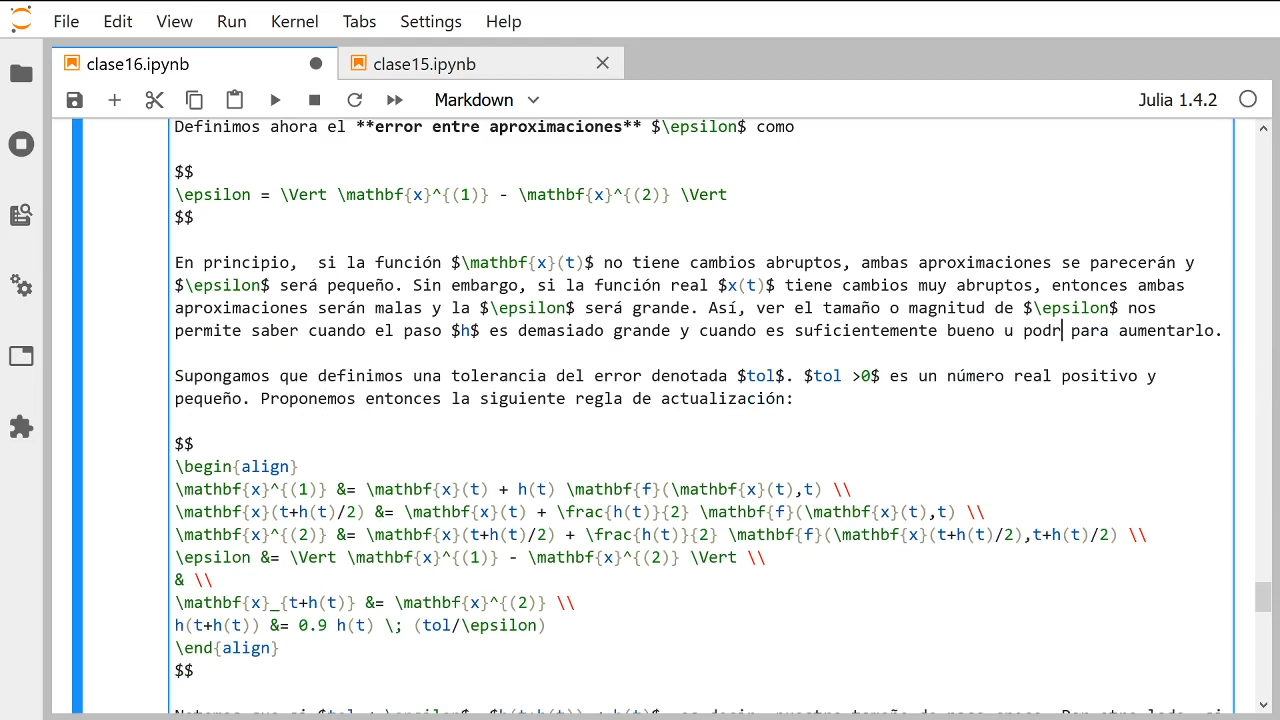 File Edit View Run Kernel Tabs Settings Help
clase16.ipynb
clase15.ipynb
Markdown
Julia 1.4.2
Definimos ahora el **error entre aproximaciones** $\epsilon$ como
$$
\epsilon = \Vert \mathbf{x}^{(1)} - \mathbf{x}^{(2)} \Vert
$$
En principio,  si la función $\mathbf{x}(t)$ no tiene cambios abruptos, ambas aproximaciones se parecerán y
$\epsilon$ será pequeño. Sin embargo, si la función real $x(t)$ tiene cambios muy abruptos, entonces ambas
aproximaciones serán malas y la $\epsilon$ será grande. Así, ver el tamaño o magnitud de $\epsilon$ nos
permite saber cuando el paso $h$ es demasiado grande y cuando es suficientemente bueno u podr para aumentarlo.
Supongamos que definimos una tolerancia del error denotada $tol$. $tol >0$ es un número real positivo y
pequeño. Proponemos entonces la siguiente regla de actualización:
$$
\begin{align}
\mathbf{x}^{(1)} &= \mathbf{x}(t) + h(t) \mathbf{f}(\mathbf{x}(t),t) \\
\mathbf{x}(t+h(t)/2) &= \mathbf{x}(t) + \frac{h(t)}{2} \mathbf{f}(\mathbf{x}(t),t) \\
\mathbf{x}^{(2)} &= \mathbf{x}(t+h(t)/2) + \frac{h(t)}{2} \mathbf{f}(\mathbf{x}(t+h(t)/2),t+h(t)/2) \\
\epsilon &= \Vert \mathbf{x}^{(1)} - \mathbf{x}^{(2)} \Vert \\
& \\
\mathbf{x}_{t+h(t)} &= \mathbf{x}^{(2)} \\
h(t+h(t)) &= 0.9 h(t) \; (tol/\epsilon)
\end{align}
$$